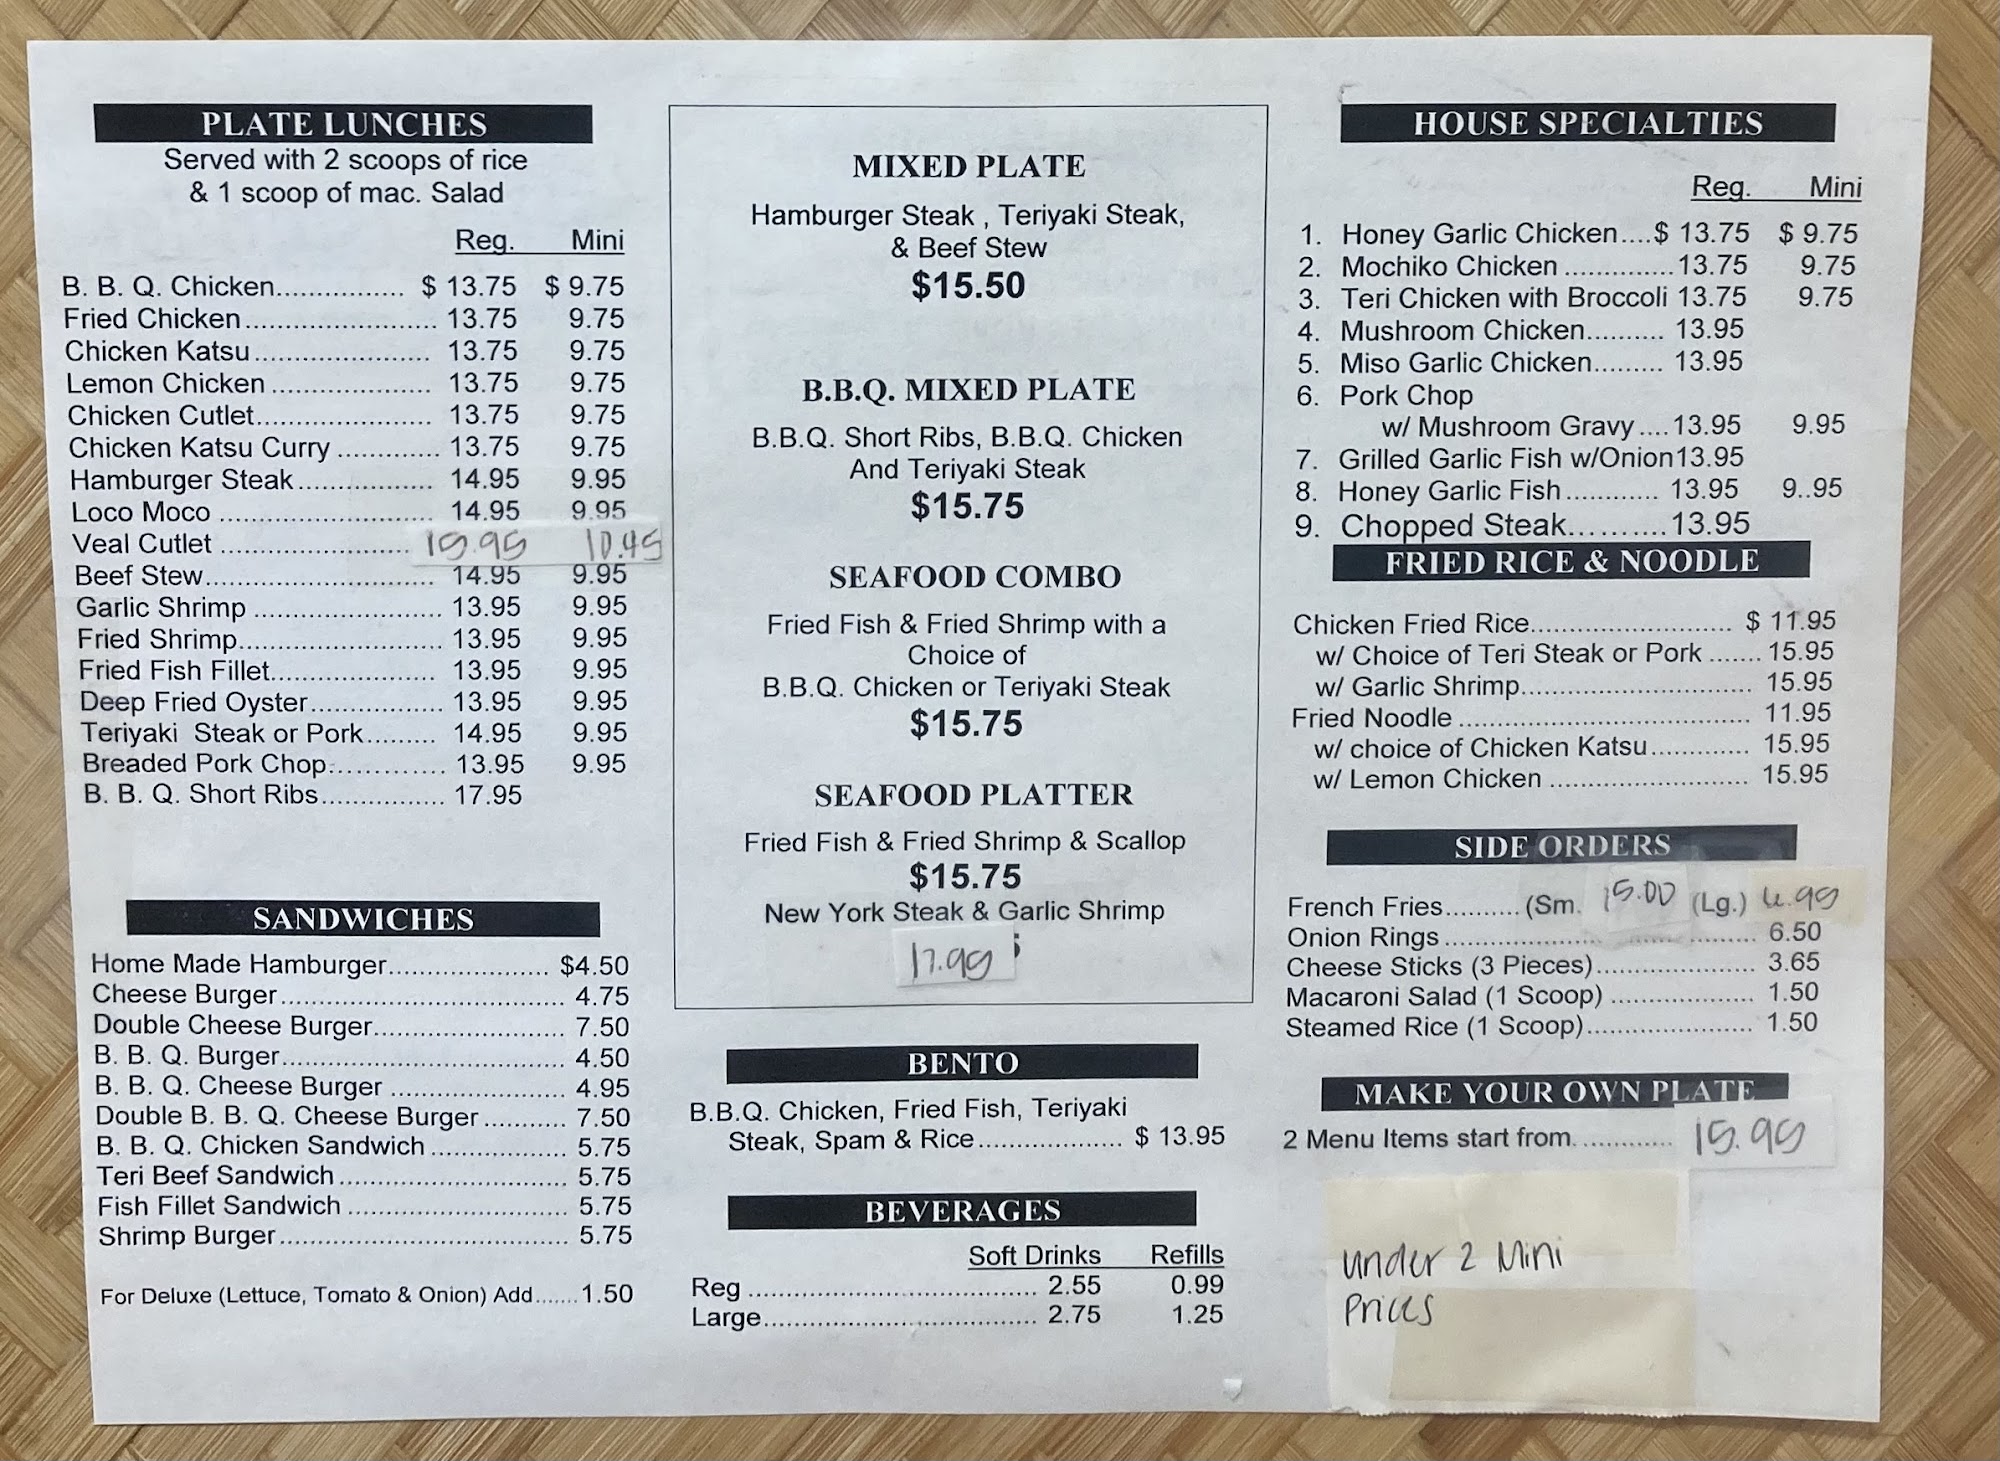 PLATE LUNCHES
Served with 2 scoops of rice
& 1 scoop of mac. Salad
Reg. Mini
B. B. Q. Chicken................ $ 13.75 $ 9.75
Fried Chicken......................... 13.75 9.75
Chicken Katsu....................... 13.75 9.75
Lemon Chicken..................... 13.75 9.75
Chicken Cutlet....................... 13.75 9.75
Chicken Katsu Curry ............. 13.75 9.75
Hamburger Steak.................. 14.95 9.95
Loco Moco ............................ 14.95 9.95
Veal Cutlet ......................... 15.95 10.45
Beef Stew.............................. 14.95 9.95
Garlic Shrimp ......................... 13.95 9.95
Fried Shrimp........................... 13.95 9.95
Fried Fish Fillet...................... 13.95 9.95
Deep Fried Oyster................. 13.95 9.95
Teriyaki Steak or Pork......... 14.95 9.95
Breaded Pork Chop............... 13.95 9.95
B. B. Q. Short Ribs................ 17.95
SANDWICHES
Home Made Hamburger..................... $4.50
Cheese Burger..................................... 4.75
Double Cheese Burger......................... 7.50
B. B. Q. Burger..................................... 4.50
B. B. Q. Cheese Burger ....................... 4.95
Double B. B. Q. Cheese Burger........... 7.50
B. B. Q. Chicken Sandwich.................. 5.75
Teri Beef Sandwich.............................. 5.75
Fish Fillet Sandwich............................. 5.75
Shrimp Burger...................................... 5.75
For Deluxe (Lettuce, Tomato & Onion) Add.......1.50
MIXED PLATE
Hamburger Steak , Teriyaki Steak,
& Beef Stew
$15.50
B.B.Q. MIXED PLATE
B.B.Q. Short Ribs, B.B.Q. Chicken
And Teriyaki Steak
$15.75
SEAFOOD COMBO
Fried Fish & Fried Shrimp with a
Choice of
B.B.Q. Chicken or Teriyaki Steak
$15.75
SEAFOOD PLATTER
Fried Fish & Fried Shrimp & Scallop
$15.75
New York Steak & Garlic Shrimp
17.95
BENTO
B.B.Q. Chicken, Fried Fish, Teriyaki
Steak, Spam & Rice................... $ 13.95
BEVERAGES
Soft Drinks Refills
Reg ...................................... 2.55 0.99
Large.................................... 2.75 1.25
HOUSE SPECIALTIES
Reg. Mini
1. Honey Garlic Chicken....$ 13.75 $ 9.75
2. Mochiko Chicken ..............13.75 9.75
3. Teri Chicken with Broccoli 13.75 9.75
4. Mushroom Chicken.......... 13.95
5. Miso Garlic Chicken......... 13.95
6. Pork Chop
w/ Mushroom Gravy....13.95 9.95
7. Grilled Garlic Fish w/Onion13.95
8. Honey Garlic Fish............ 13.95 9..95
9. Chopped Steak..........13.95
FRIED RICE & NOODLE
Chicken Fried Rice.......................... $ 11.95
w/ Choice of Teri Steak or Pork ....... 15.95
w/ Garlic Shrimp.............................. 15.95
Fried Noodle ...................................... 11.95
w/ choice of Chicken Katsu............. 15.95
w/ Lemon Chicken .......................... 15.95
SIDE ORDERS
French Fries..........(Sm. 15.00 (Lg.)
Onion Rings......................................... 6.50
Cheese Sticks (3 Pieces).................... 3.65
Macaroni Salad (1 Scoop) .................. 1.50
Steamed Rice (1 Scoop)..................... 1.50
MAKE YOUR OWN PLATE
2 Menu Items start from............. 15.95
under 2 Mini
Prices